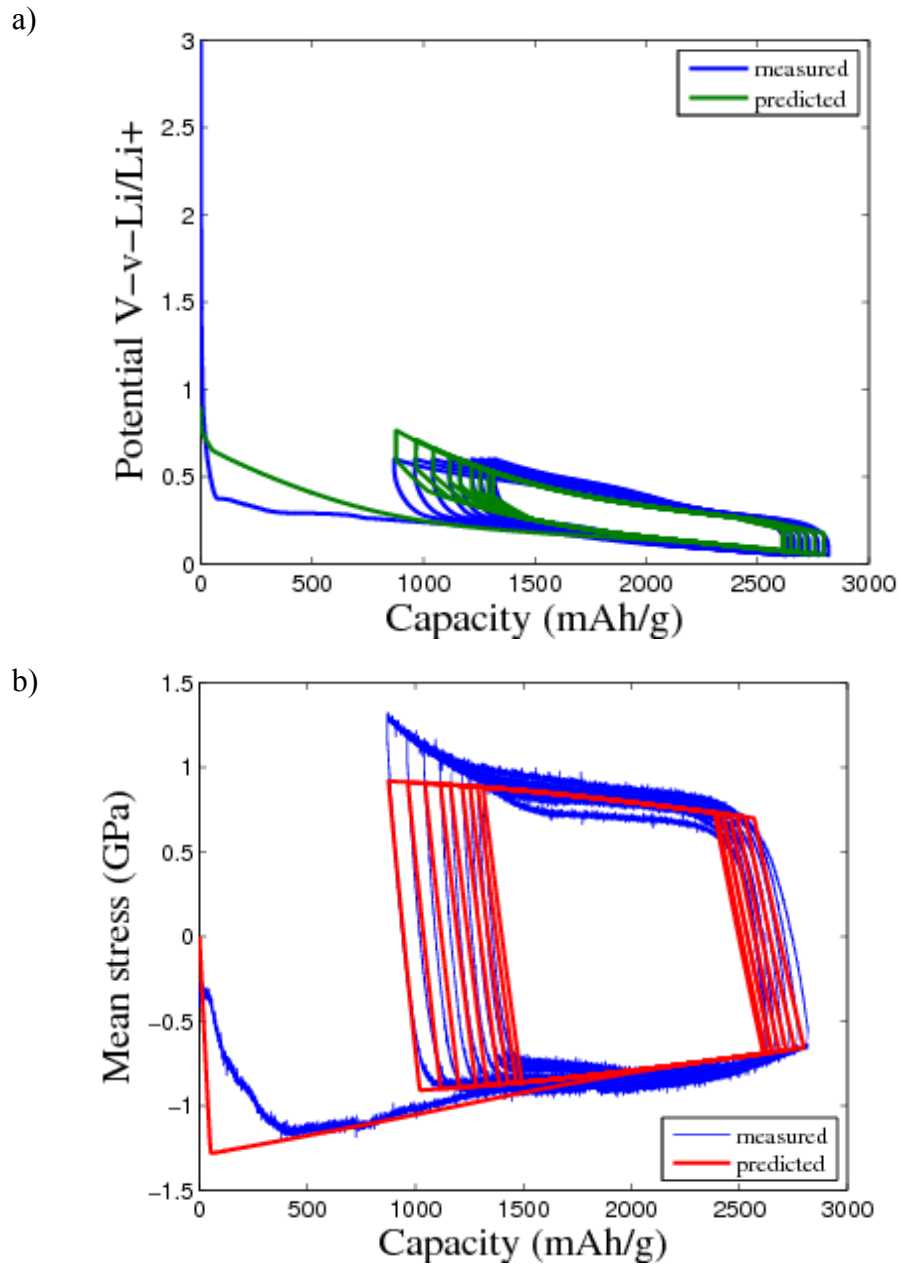 a)
3
2.5
2
1.5
1
0.5
0
Potential V-v-Li/Li+
measured
predicted
0 500 1000 1500 2000 2500 3000
Capacity (mAh/g)
b)
1.5
1
0.5
0
−0.5
−1
−1.5
Mean stress (GPa)
measured
predicted
0 500 1000 1500 2000 2500 3000
Capacity (mAh/g)